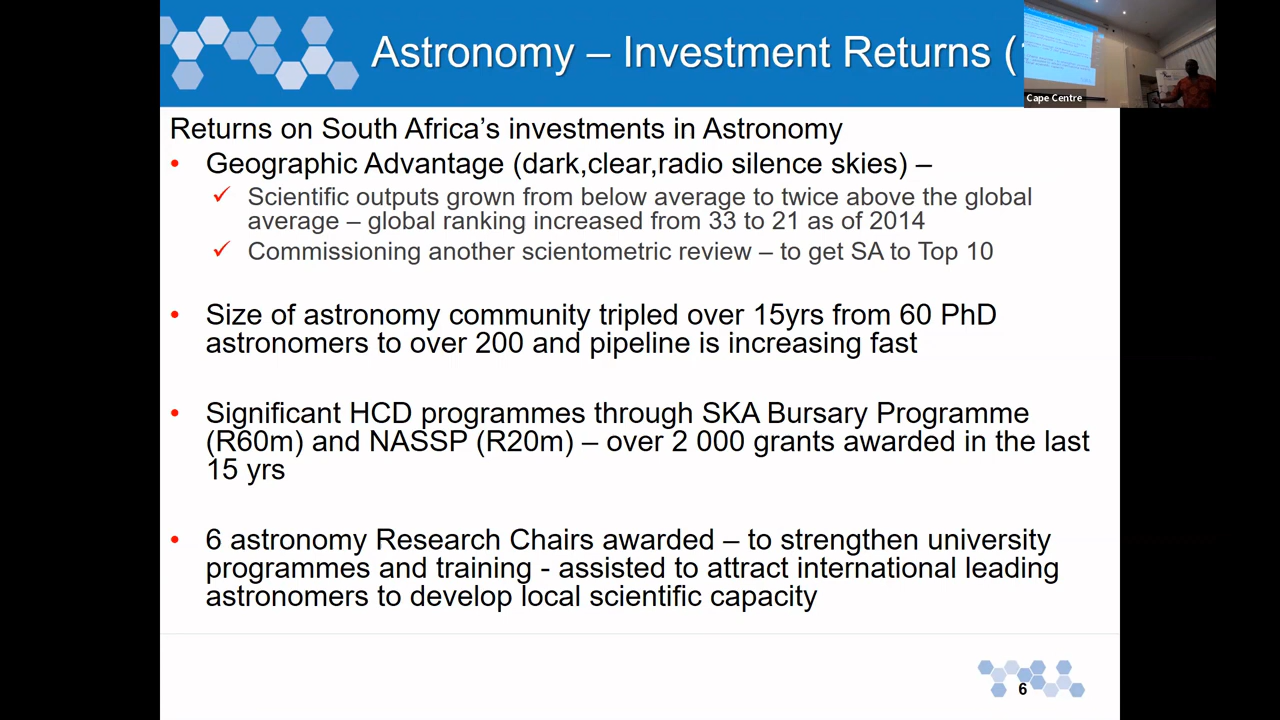 Astronomy – Investment Returns (
Cape Centre
Returns on South Africa's investments in Astronomy
• Geographic Advantage (dark,clear,radio silence skies) –
✓ Scientific outputs grown from below average to twice above the global
average – global ranking increased from 33 to 21 as of 2014
✓ Commissioning another scientometric review – to get SA to Top 10
• Size of astronomy community tripled over 15yrs from 60 PhD
astronomers to over 200 and pipeline is increasing fast
• Significant HCD programmes through SKA Bursary Programme
(R60m) and NASSP (R20m) – over 2 000 grants awarded in the last
15 yrs
• 6 astronomy Research Chairs awarded – to strengthen university
programmes and training - assisted to attract international leading
astronomers to develop local scientific capacity
6